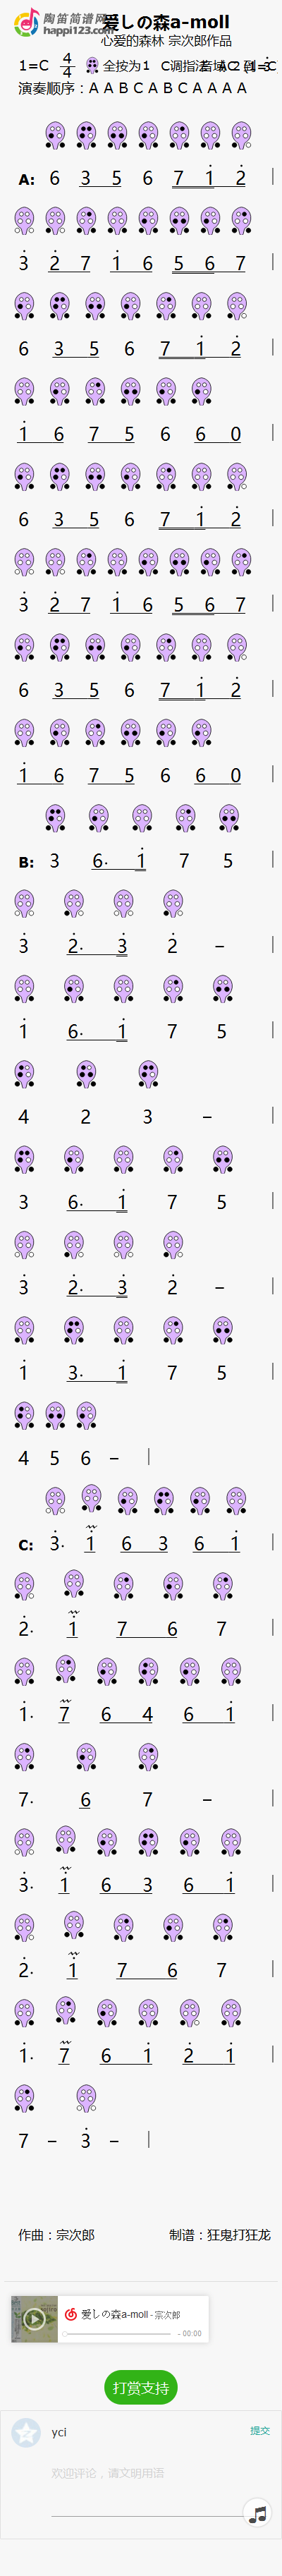 陶笛简谱网
happi123.com
爱しの森a-moll
心爱的森林 宗次郎作品
1=C 4/4 全按为1 C调指法
演奏顺序：A A B C A B C A A A A
A: 6 3 5 6 7 1̇ 2̇ |
3̇ 2̇ 7 1̇ 6 5 6 7 |
6 3 5 6 7 1̇ 2̇ |
1̇ 6 7 5 6 6 0 |
6 3 5 6 7 1̇ 2̇ |
3̇ 2̇ 7 1̇ 6 5 6 7 |
6 3 5 6 7 1̇ 2̇ |
1̇ 6 7 5 6 6 0 |
B: 3 6· 1̇ 7 5 |
3̇ 2̇· 3̇ 2̇ – |
1̇ 6· 1̇ 7 5 |
4 2 3 – |
3 6· 1̇ 7 5 |
3̇ 2̇· 3̇ 2̇ – |
1̇ 3· 1̇ 7 5 |
4 5 6 – |
C: 3̇· 1̇ 6 3 6 1̇ |
2̇· 1̇ 7 6 7 |
1̇· 7 6 4 6 1̇ |
7· 6 7 – |
3̇· 1̇ 6 3 6 1̇ |
2̇· 1̇ 7 6 7 |
1̇· 7 6 1̇ 2̇ 1̇ |
7 – 3̇ – |
作曲：宗次郎 制谱：狂鬼打狂龙
爱しの森a-moll - 宗次郎
- 00:00
打赏支持
yci 提交
欢迎评论，请文明用语